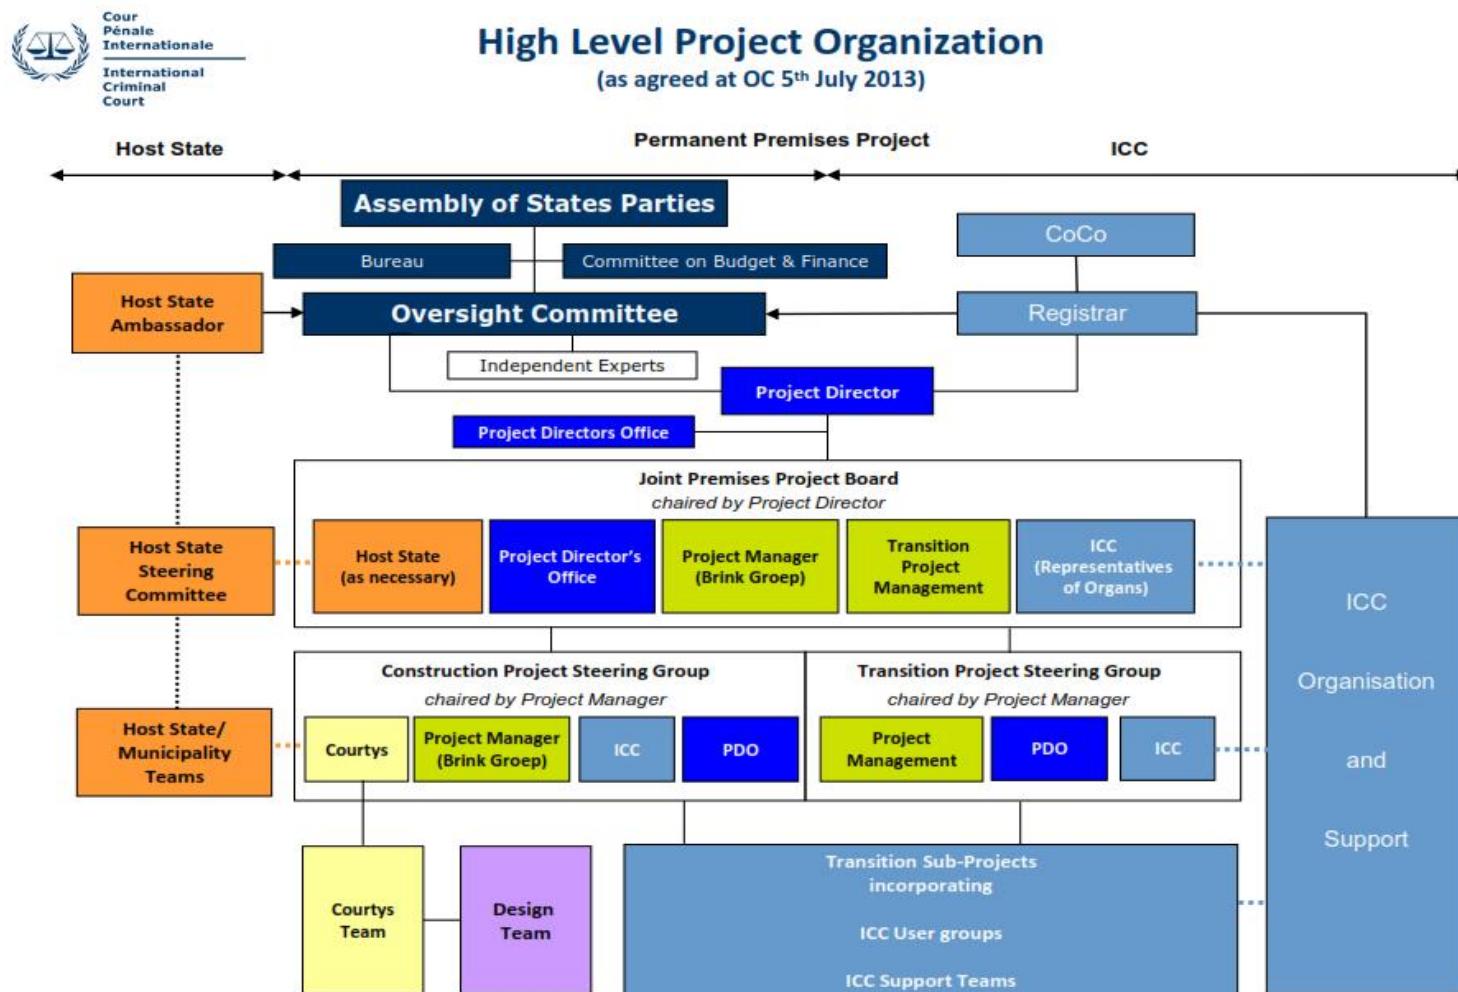 Cour
Pénale
Internationale
International
Criminal
Court
High Level Project Organization
(as agreed at OC 5th July 2013)
Host State
Permanent Premises Project
ICC
Assembly of States Parties
CoCo
Bureau
Committee on Budget & Finance
Host State
Ambassador
Oversight Committee
Registrar
Independent Experts
Project Director
Project Directors Office
Joint Premises Project Board
chaired by Project Director
Host State
Steering
Committee
Host State
(as necessary)
Project Director's
Office
Project Manager
(Brink Groep)
Transition
Project
Management
ICC
(Representatives
of Organs)
ICC
Organisation
and
Support
Construction Project Steering Group
chaired by Project Manager
Transition Project Steering Group
chaired by Project Manager
Host State/
Municipality
Teams
Courtys
Project Manager
(Brink Groep)
ICC
PDO
Project
Management
PDO
ICC
Courtys
Team
Design
Team
Transition Sub-Projects
incorporating
ICC User groups
ICC Support Teams